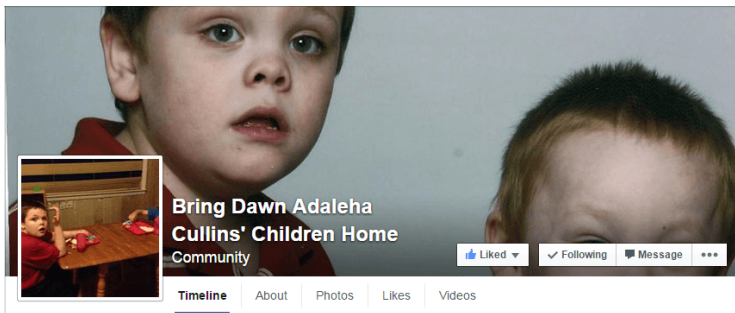 Bring Dawn Adaleha
Cullins' Children Home
Community
Liked
Following
Message
Timeline
About
Photos
Likes
Videos